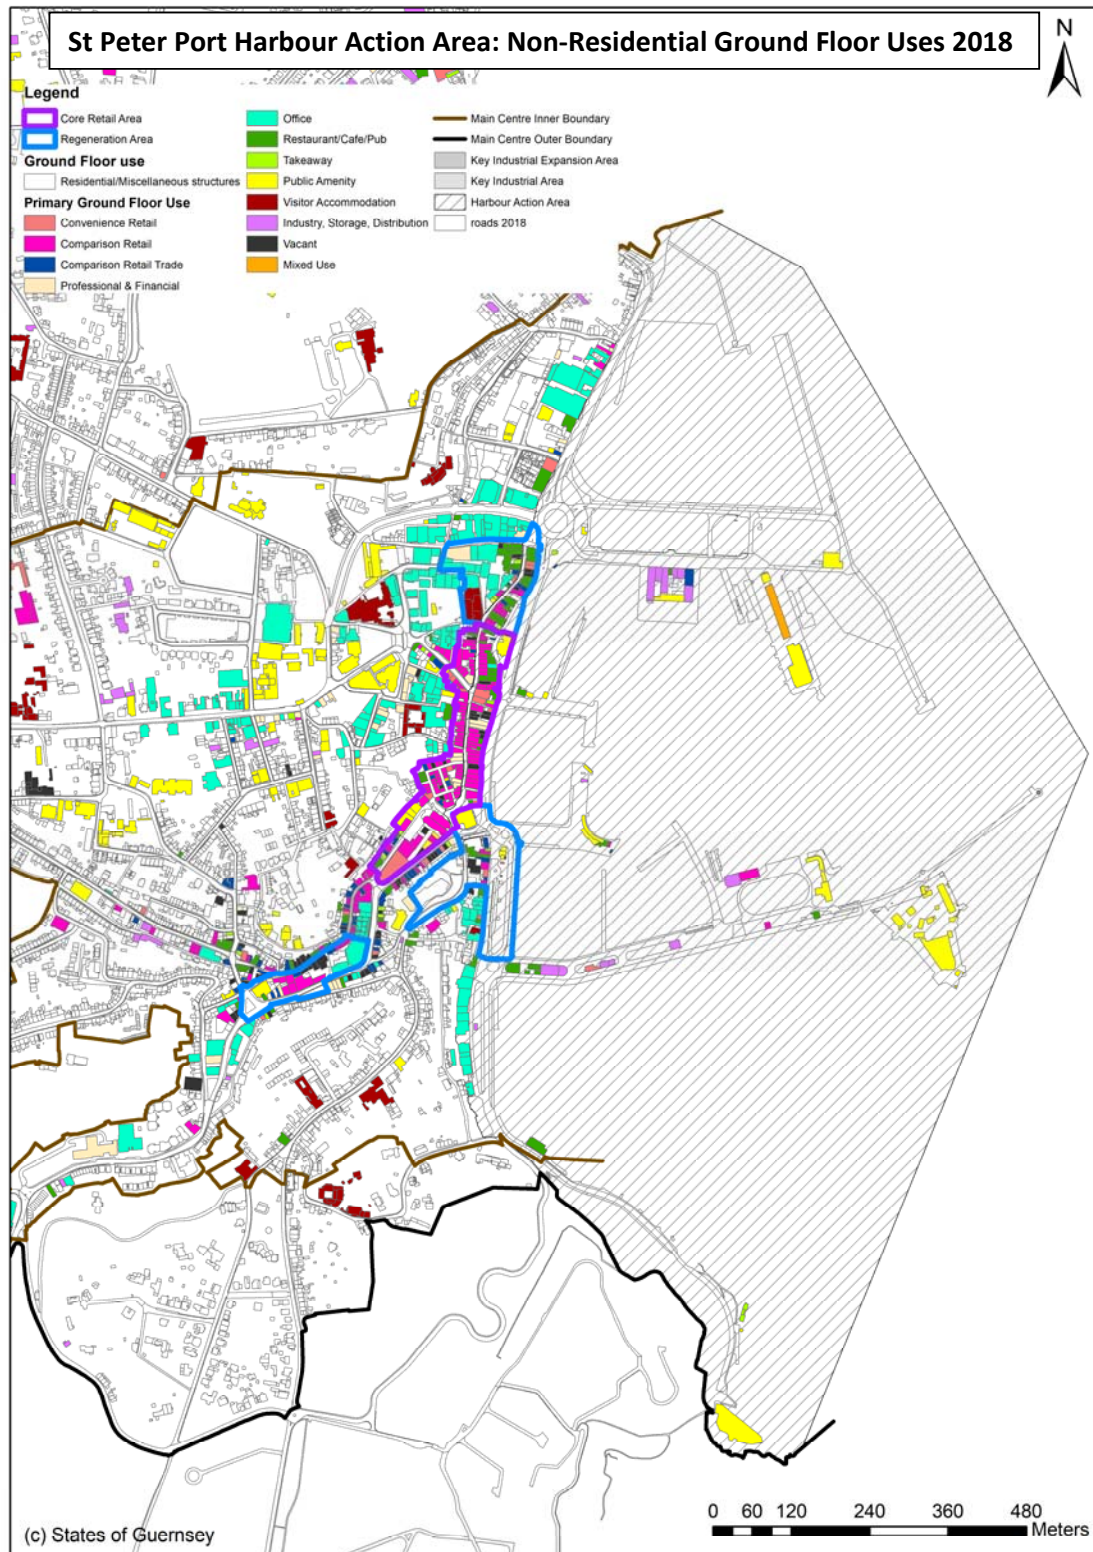 St Peter Port Harbour Action Area: Non-Residential Ground Floor Uses 2018
N
Legend
Core Retail Area
Regeneration Area
Ground Floor use
Residential/Miscellaneous structures
Primary Ground Floor Use
Convenience Retail
Comparison Retail
Comparison Retail Trade
Professional & Financial
Office
Restaurant/Cafe/Pub
Takeaway
Public Amenity
Visitor Accommodation
Industry, Storage, Distribution
Vacant
Mixed Use
Main Centre Inner Boundary
Main Centre Outer Boundary
Key Industrial Expansion Area
Key Industrial Area
Harbour Action Area
roads 2018
(c) States of Guernsey
0 60 120 240 360 480
Meters